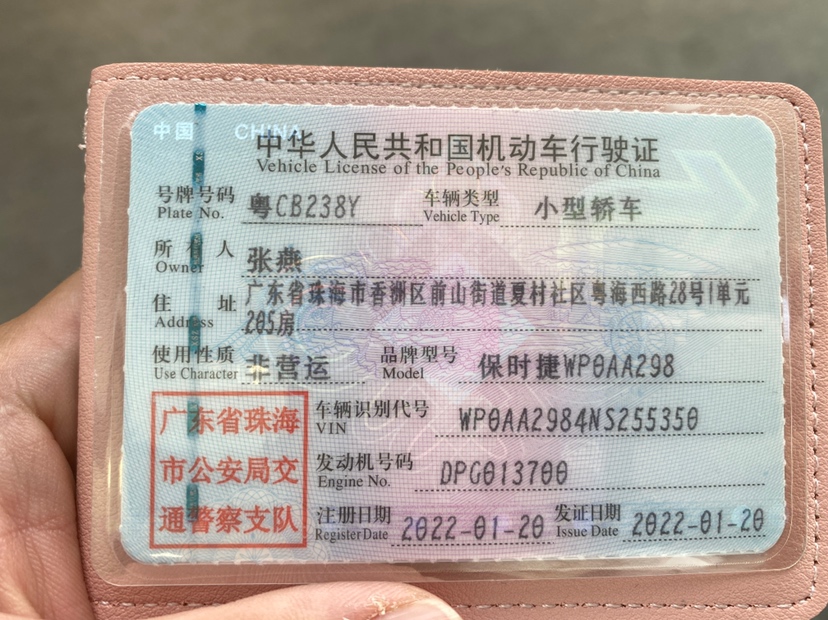 中国 CHINA
中华人民共和国机动车行驶证
Vehicle License of the People's Republic of China
号牌号码 粤CB238Y 车辆类型 小型轿车
Plate No. Vehicle Type
所有人 张燕
Owner
住址 广东省珠海市香洲区前山街道夏村社区粤海西路28号1单元
Address 205房
使用性质 非营运 品牌型号 保时捷WP0AA298
Use Character Model
广东省珠海
市公安局交
通警察支队
车辆识别代号 WP0AA2984NS255350
VIN
发动机号码 DPG013700
Engine No.
注册日期 2022-01-20 发证日期 2022-01-20
Register Date Issue Date